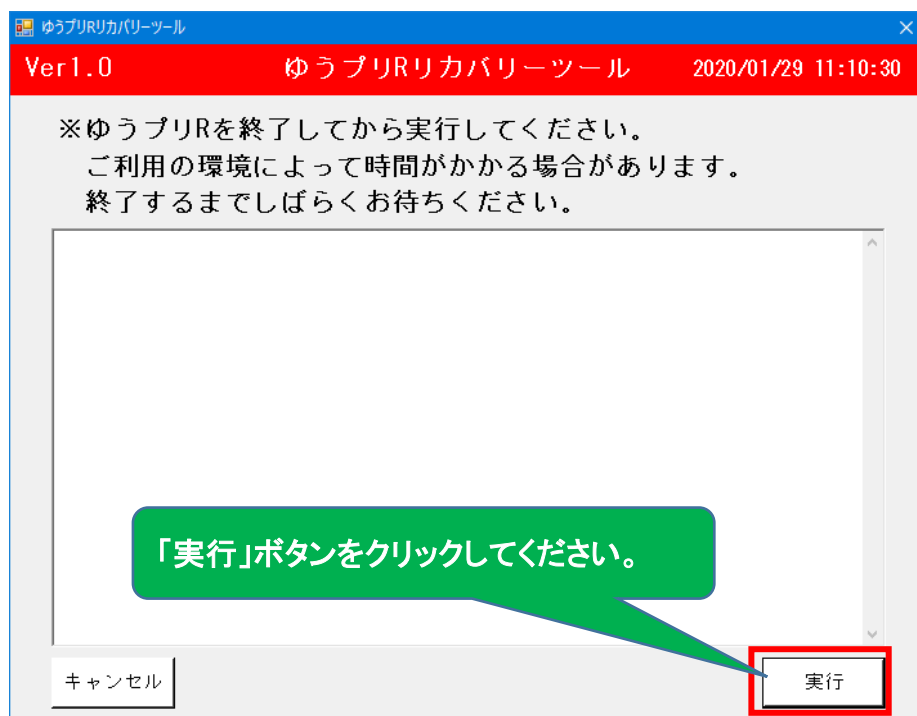 ゆうプリRリカバリーツール
Ver1.0 ゆうプリRリカバリーツール 2020/01/29 11:10:30
※ゆうプリRを終了してから実行してください。
ご利用の環境によって時間がかかる場合があります。
終了するまでしばらくお待ちください。
「実行」ボタンをクリックしてください。
キャンセル 実行